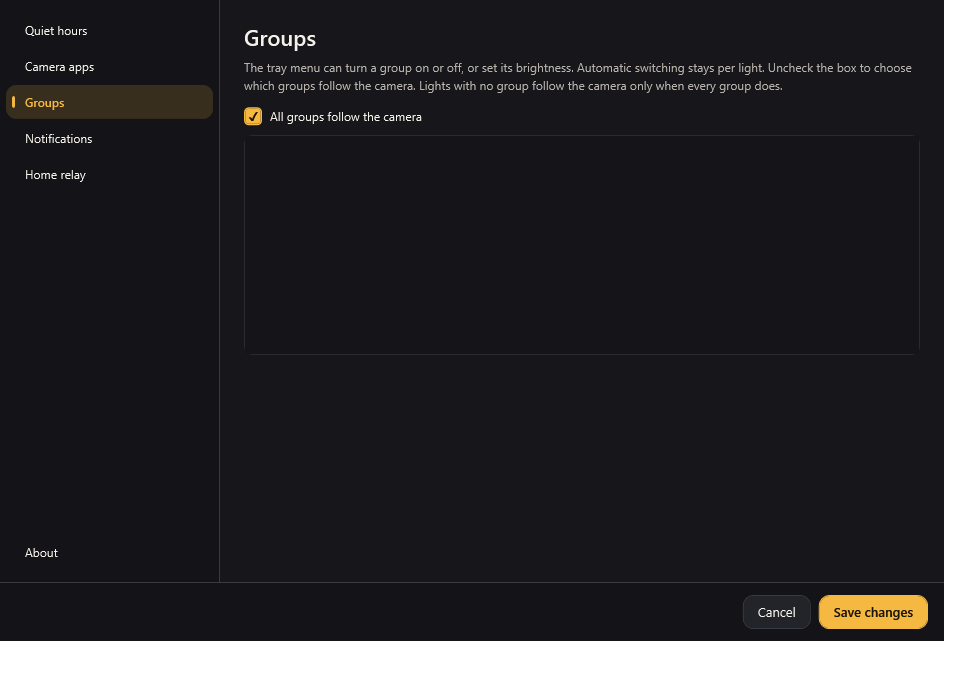 Quiet hours
Camera apps
Groups
Notifications
Home relay
About
Groups
The tray menu can turn a group on or off, or set its brightness. Automatic switching stays per light. Uncheck the box to choose
which groups follow the camera. Lights with no group follow the camera only when every group does.
All groups follow the camera
Cancel
Save changes